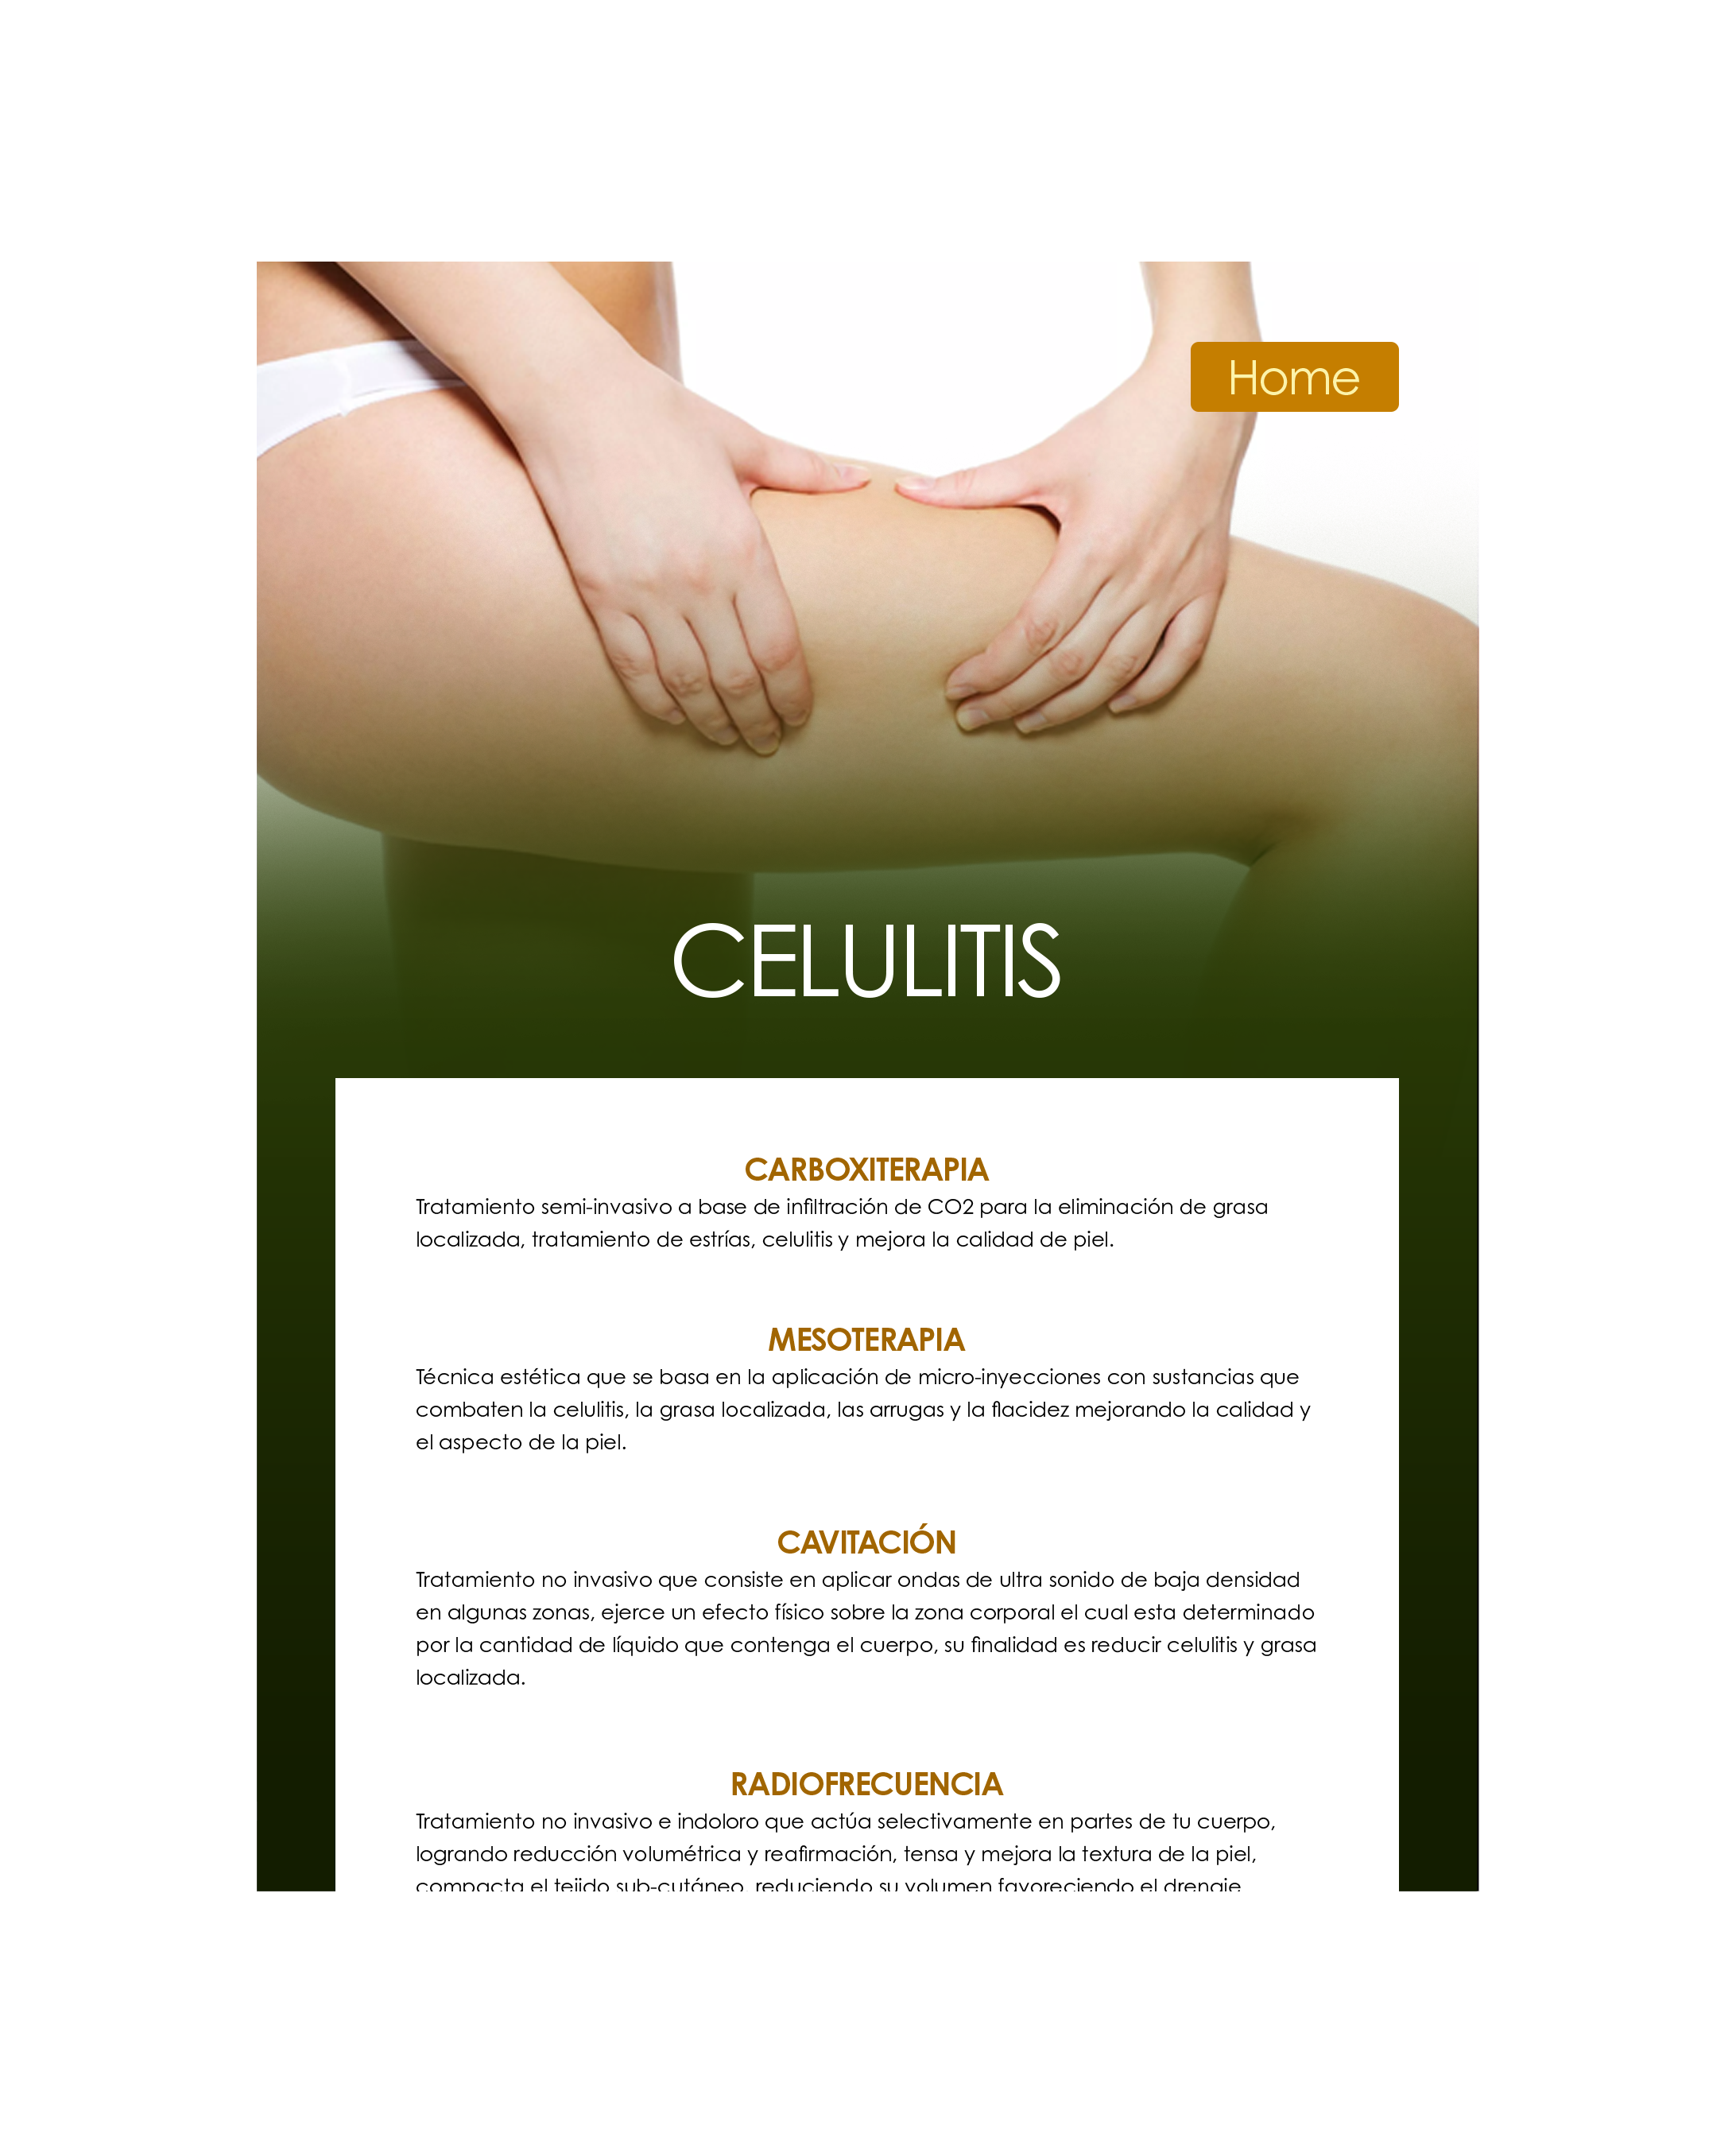 Home
CELULITIS
CARBOXITERAPIA
Tratamiento semi-invasivo a base de infiltración de CO2 para la eliminación de grasa
localizada, tratamiento de estrías, celulitis y mejora la calidad de piel.
MESOTERAPIA
Técnica estética que se basa en la aplicación de micro-inyecciones con sustancias que
combaten la celulitis, la grasa localizada, las arrugas y la flacidez mejorando la calidad y
el aspecto de la piel.
CAVITACIÓN
Tratamiento no invasivo que consiste en aplicar ondas de ultra sonido de baja densidad
en algunas zonas, ejerce un efecto físico sobre la zona corporal el cual esta determinado
por la cantidad de líquido que contenga el cuerpo, su finalidad es reducir celulitis y grasa
localizada.
RADIOFRECUENCIA
Tratamiento no invasivo e indoloro que actúa selectivamente en partes de tu cuerpo,
logrando reducción volumétrica y reafirmación, tensa y mejora la textura de la piel,
compacta el tejido sub-cutáneo, reduciendo su volumen favoreciendo el drenaje